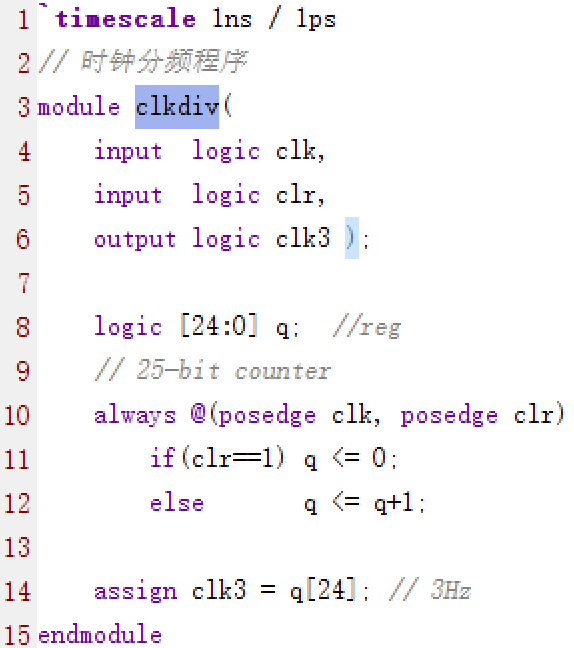 1 `timescale 1ns / 1ps
2 // 时钟分频程序
3 module clkdiv(
4     input  logic clk,
5     input  logic clr,
6     output logic clk3 );
7
8     logic [24:0] q;  //reg
9     // 25-bit counter
10     always @(posedge clk, posedge clr)
11         if(clr==1) q <= 0;
12         else       q <= q+1;
13
14     assign clk3 = q[24]; // 3Hz
15 endmodule